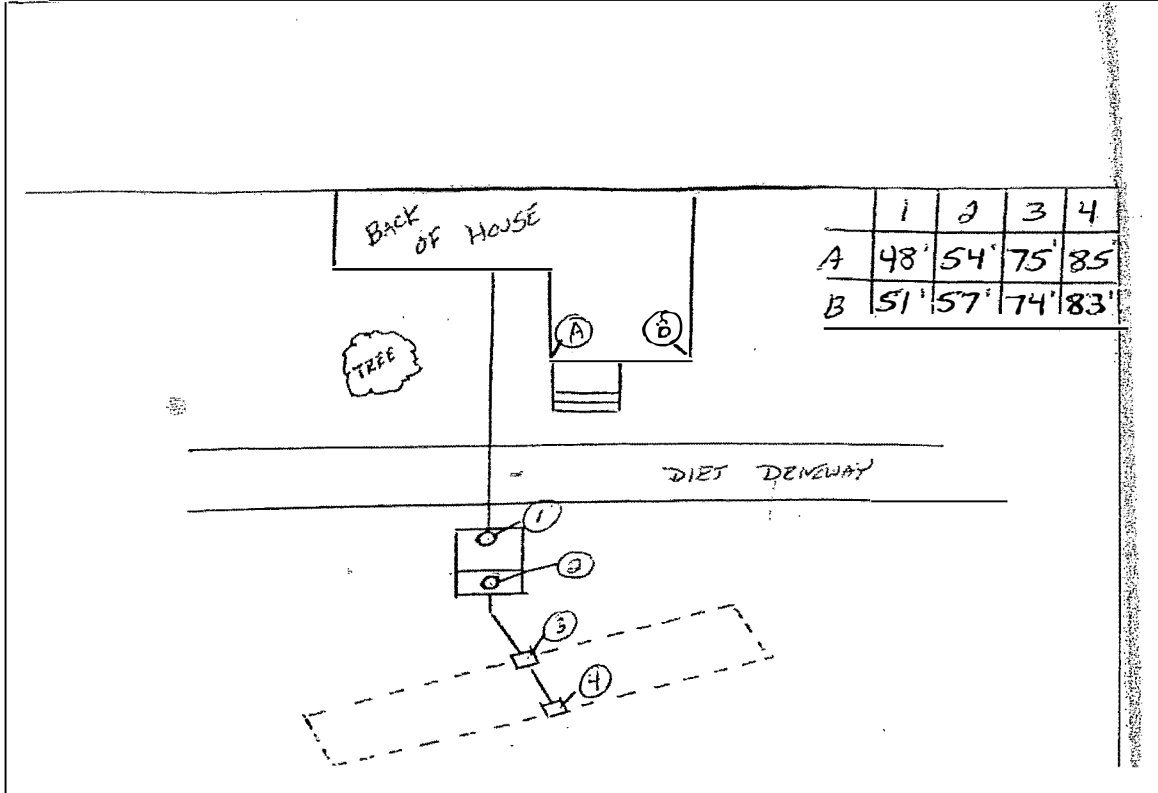 BACK
OF HOUSE
1 2 3 4
A 48' 54' 75' 85'
B 51' 57' 74' 83'
A
B
TREE
DIRT DRIVEWAY
1
2
3
4